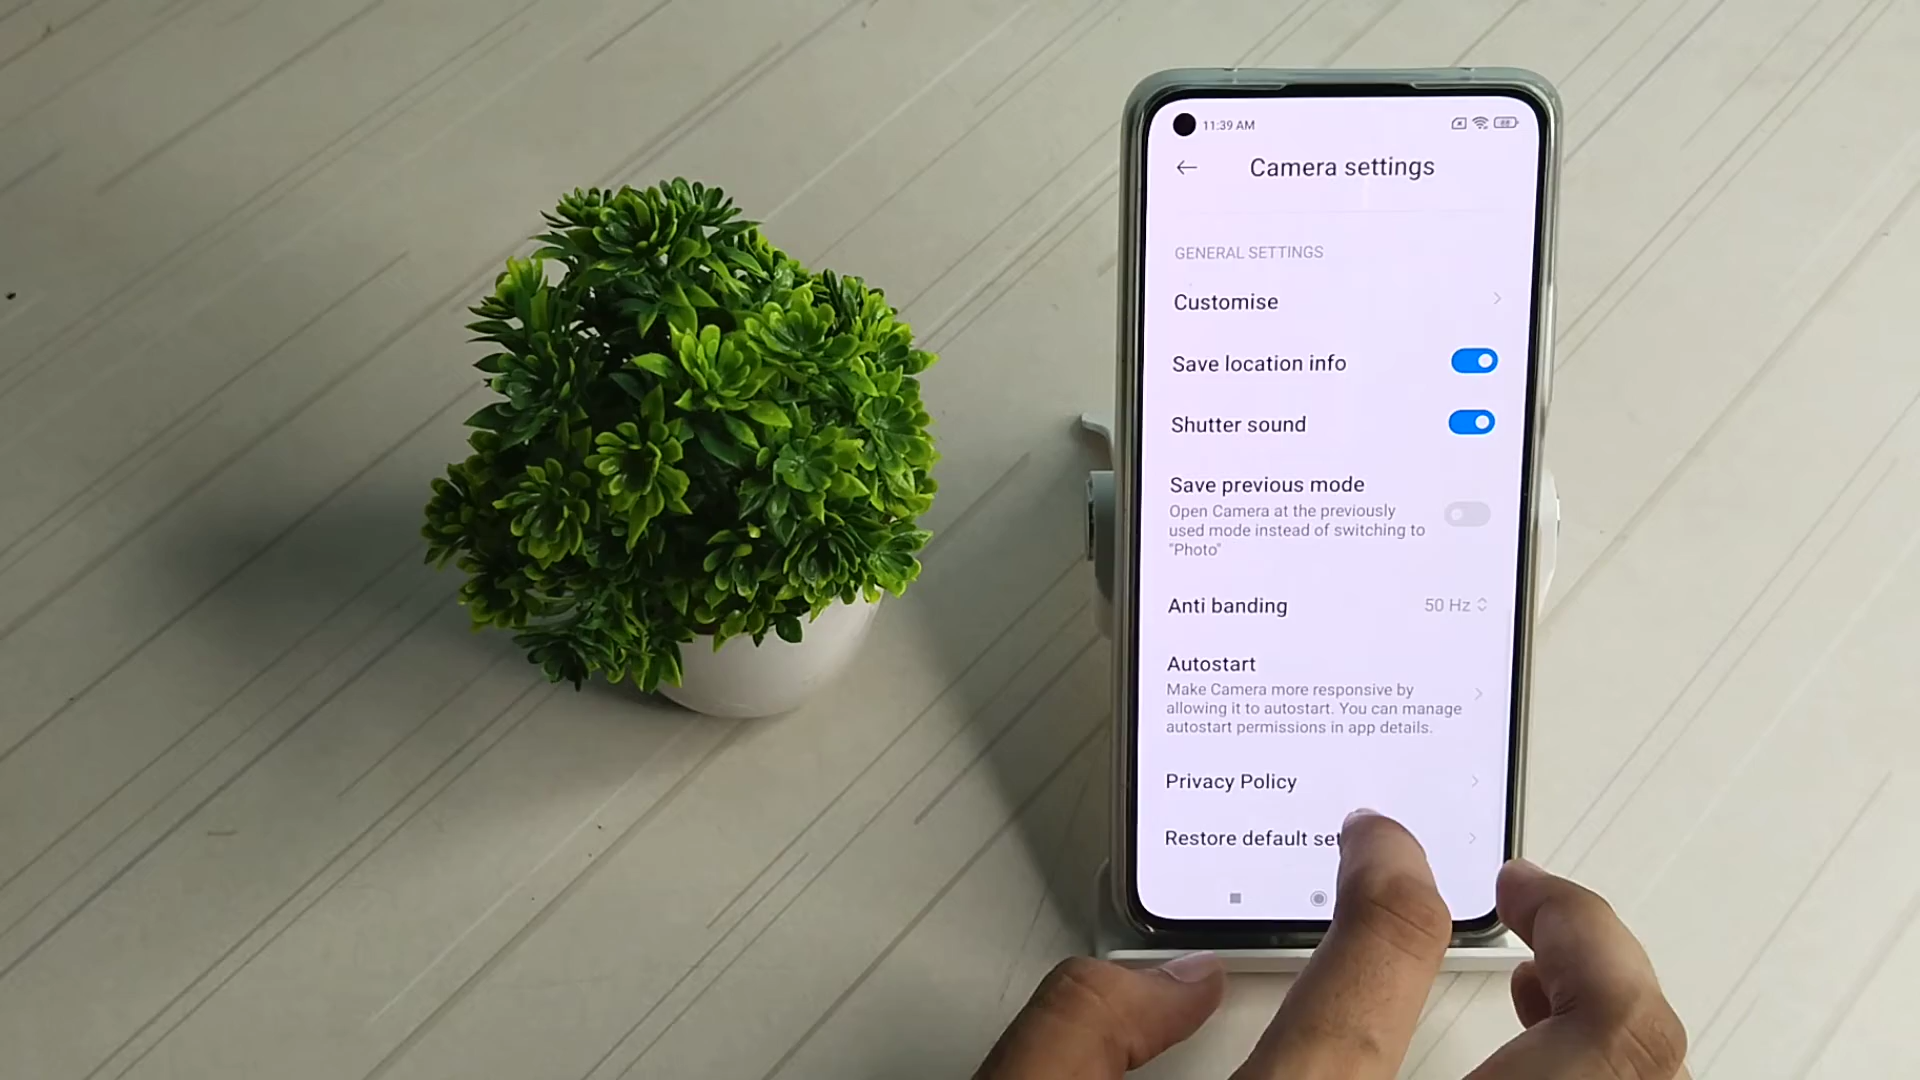 11:39 AM
Camera settings
GENERAL SETTINGS
Customise
Save location info
Shutter sound
Save previous mode
Open Camera at the previously
used mode instead of switching to
"Photo"
Anti banding 50 Hz
Autostart
Make Camera more responsive by
allowing it to autostart. You can manage
autostart permissions in app details.
Privacy Policy
Restore default